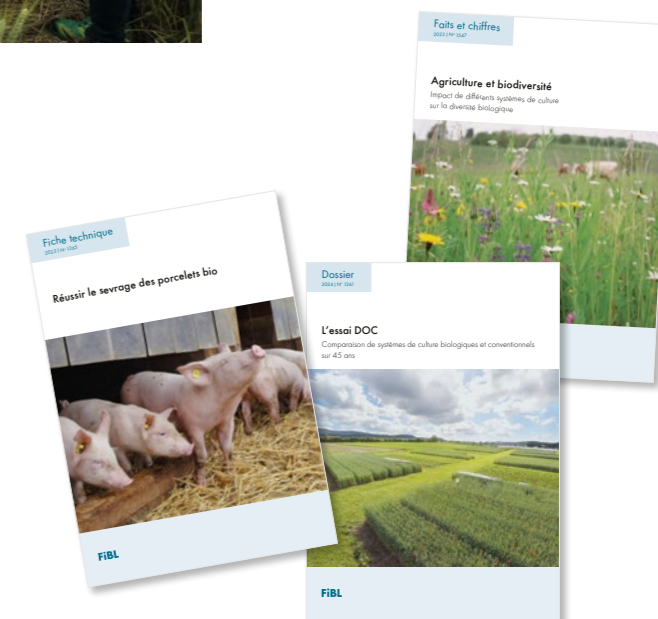 Faits et chiffres
Agriculture et biodiversité
Impact de différents systèmes de culture
sur la diversité biologique
Fiche technique
Réussir le sevrage des porcelets bio
FiBL
Dossier
L'essai DOC
Comparaison de systèmes de culture biologiques et conventionnels
sur 45 ans
FiBL